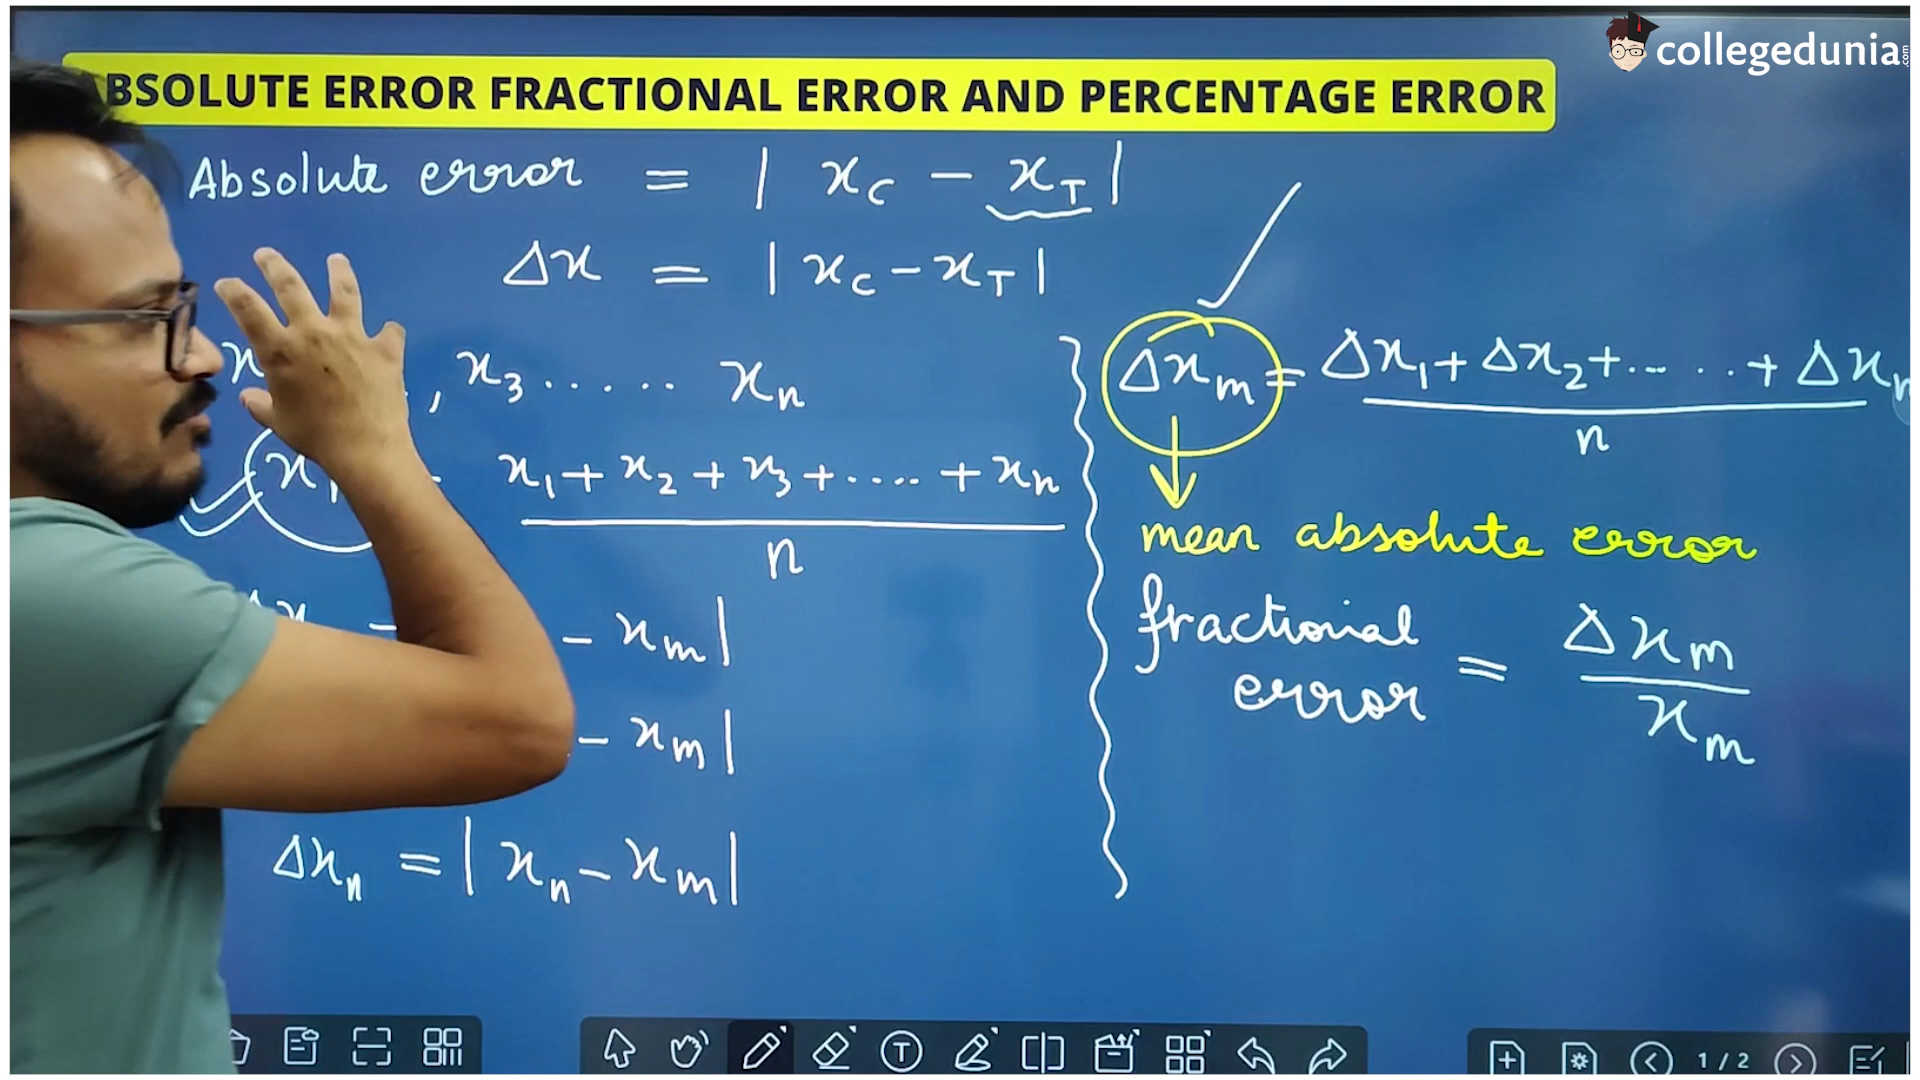 collegedunia
.com
BSOLUTE ERROR FRACTIONAL ERROR AND PERCENTAGE ERROR
Absolute error = | x_C - x_T |
Δx = | x_C - x_T |
x , x_3 ...... x_n
x_1 + x_2 + x_3 + .... + x_n
n
Δx - x_m |
- x_m |
Δx_n = | x_n - x_m |
Δx_m = Δx_1 + Δx_2 + ..... + Δx_n
n
mean absolute error
fractional
error = Δx_m
x_m
1 / 2